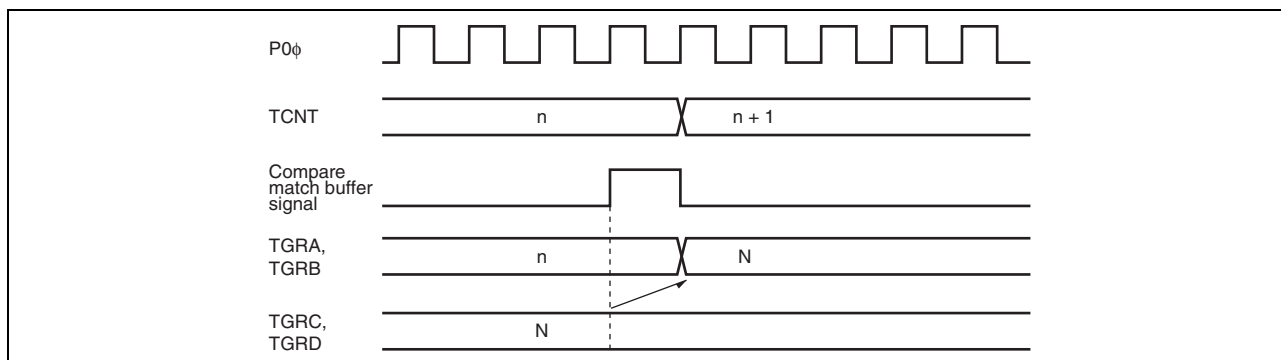 P0ϕ
TCNT
n
n + 1
Compare
match buffer
signal
TGRA,
TGRB
n
N
TGRC,
TGRD
N